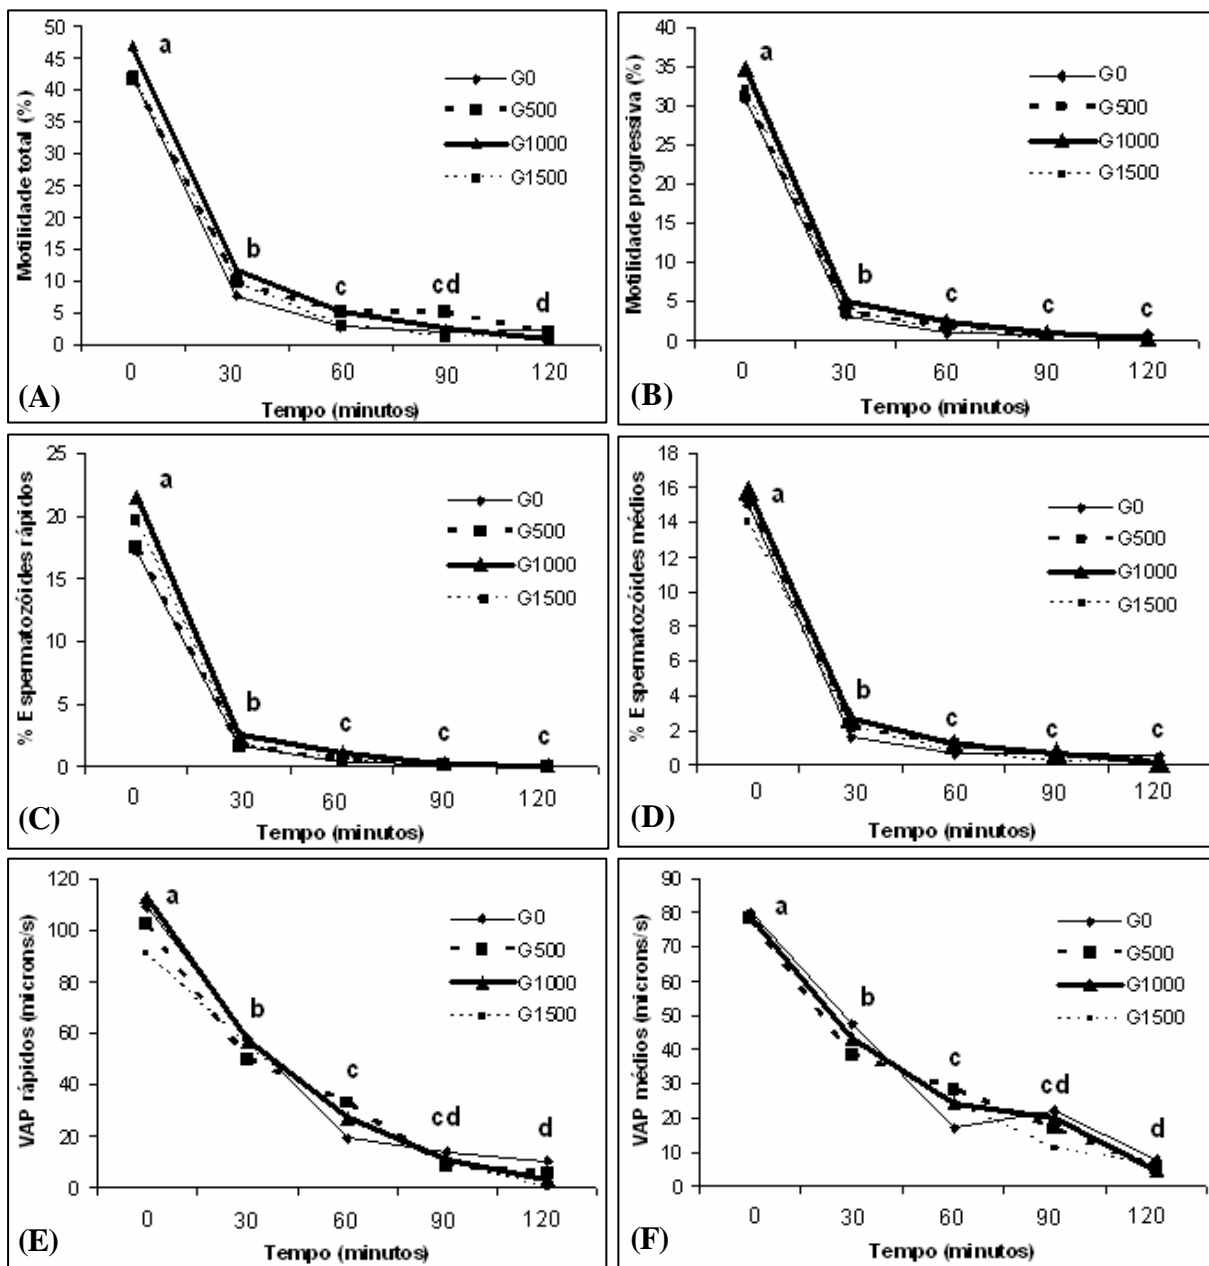 Motilidade total (%)
50
45
40
35
30
25
20
15
10
5
0
a
b
c
cd
d
G0
G500
G1000
G1500
0 30 60 90 120
Tempo (minutos)
(A)
Motilidade progressiva (%)
40
35
30
25
20
15
10
5
0
a
b
c
c
c
G0
G500
G1000
G1500
0 30 60 90 120
Tempo (minutos)
(B)
% Espermatozóides rápidos
25
20
15
10
5
0
a
b
c
c
c
G0
G500
G1000
G1500
0 30 60 90 120
Tempo (minutos)
(C)
% Espermatozóides médios
18
16
14
12
10
8
6
4
2
0
a
b
c
c
c
G0
G500
G1000
G1500
0 30 60 90 120
Tempo (minutos)
(D)
VAP rápidos (microns/s)
120
100
80
60
40
20
0
a
b
c
cd
d
G0
G500
G1000
G1500
0 30 60 90 120
Tempo (minutos)
(E)
VAP médios (microns/s)
90
80
70
60
50
40
30
20
10
0
a
b
c
cd
d
G0
G500
G1000
G1500
0 30 60 90 120
Tempo (minutos)
(F)